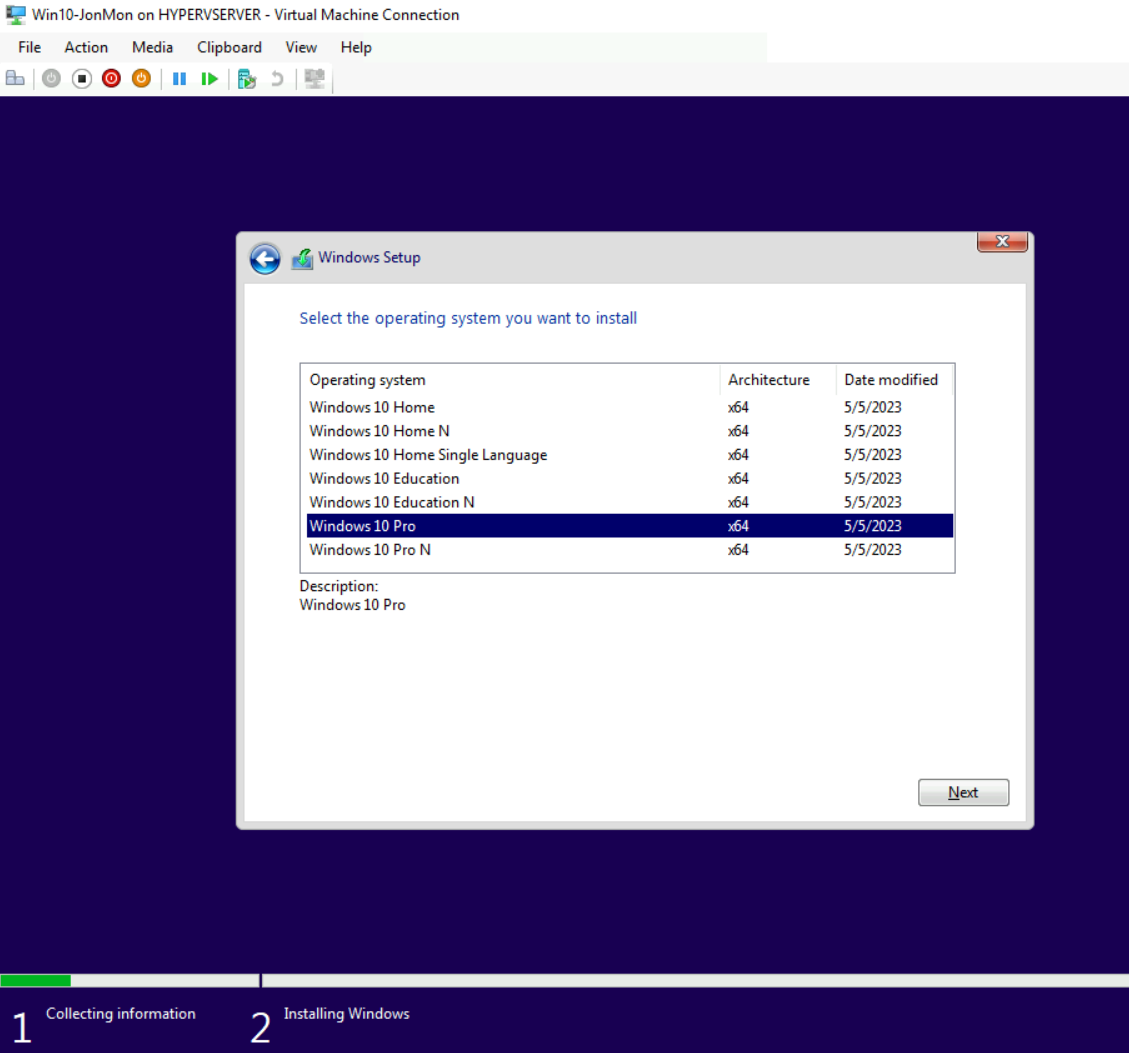 Win10-JonMon on HYPERVSERVER - Virtual Machine Connection
File Action Media Clipboard View Help
Windows Setup
Select the operating system you want to install
Operating system Architecture Date modified
Windows 10 Home x64 5/5/2023
Windows 10 Home N x64 5/5/2023
Windows 10 Home Single Language x64 5/5/2023
Windows 10 Education x64 5/5/2023
Windows 10 Education N x64 5/5/2023
Windows 10 Pro x64 5/5/2023
Windows 10 Pro N x64 5/5/2023
Description:
Windows 10 Pro
Next
1 Collecting information 2 Installing Windows